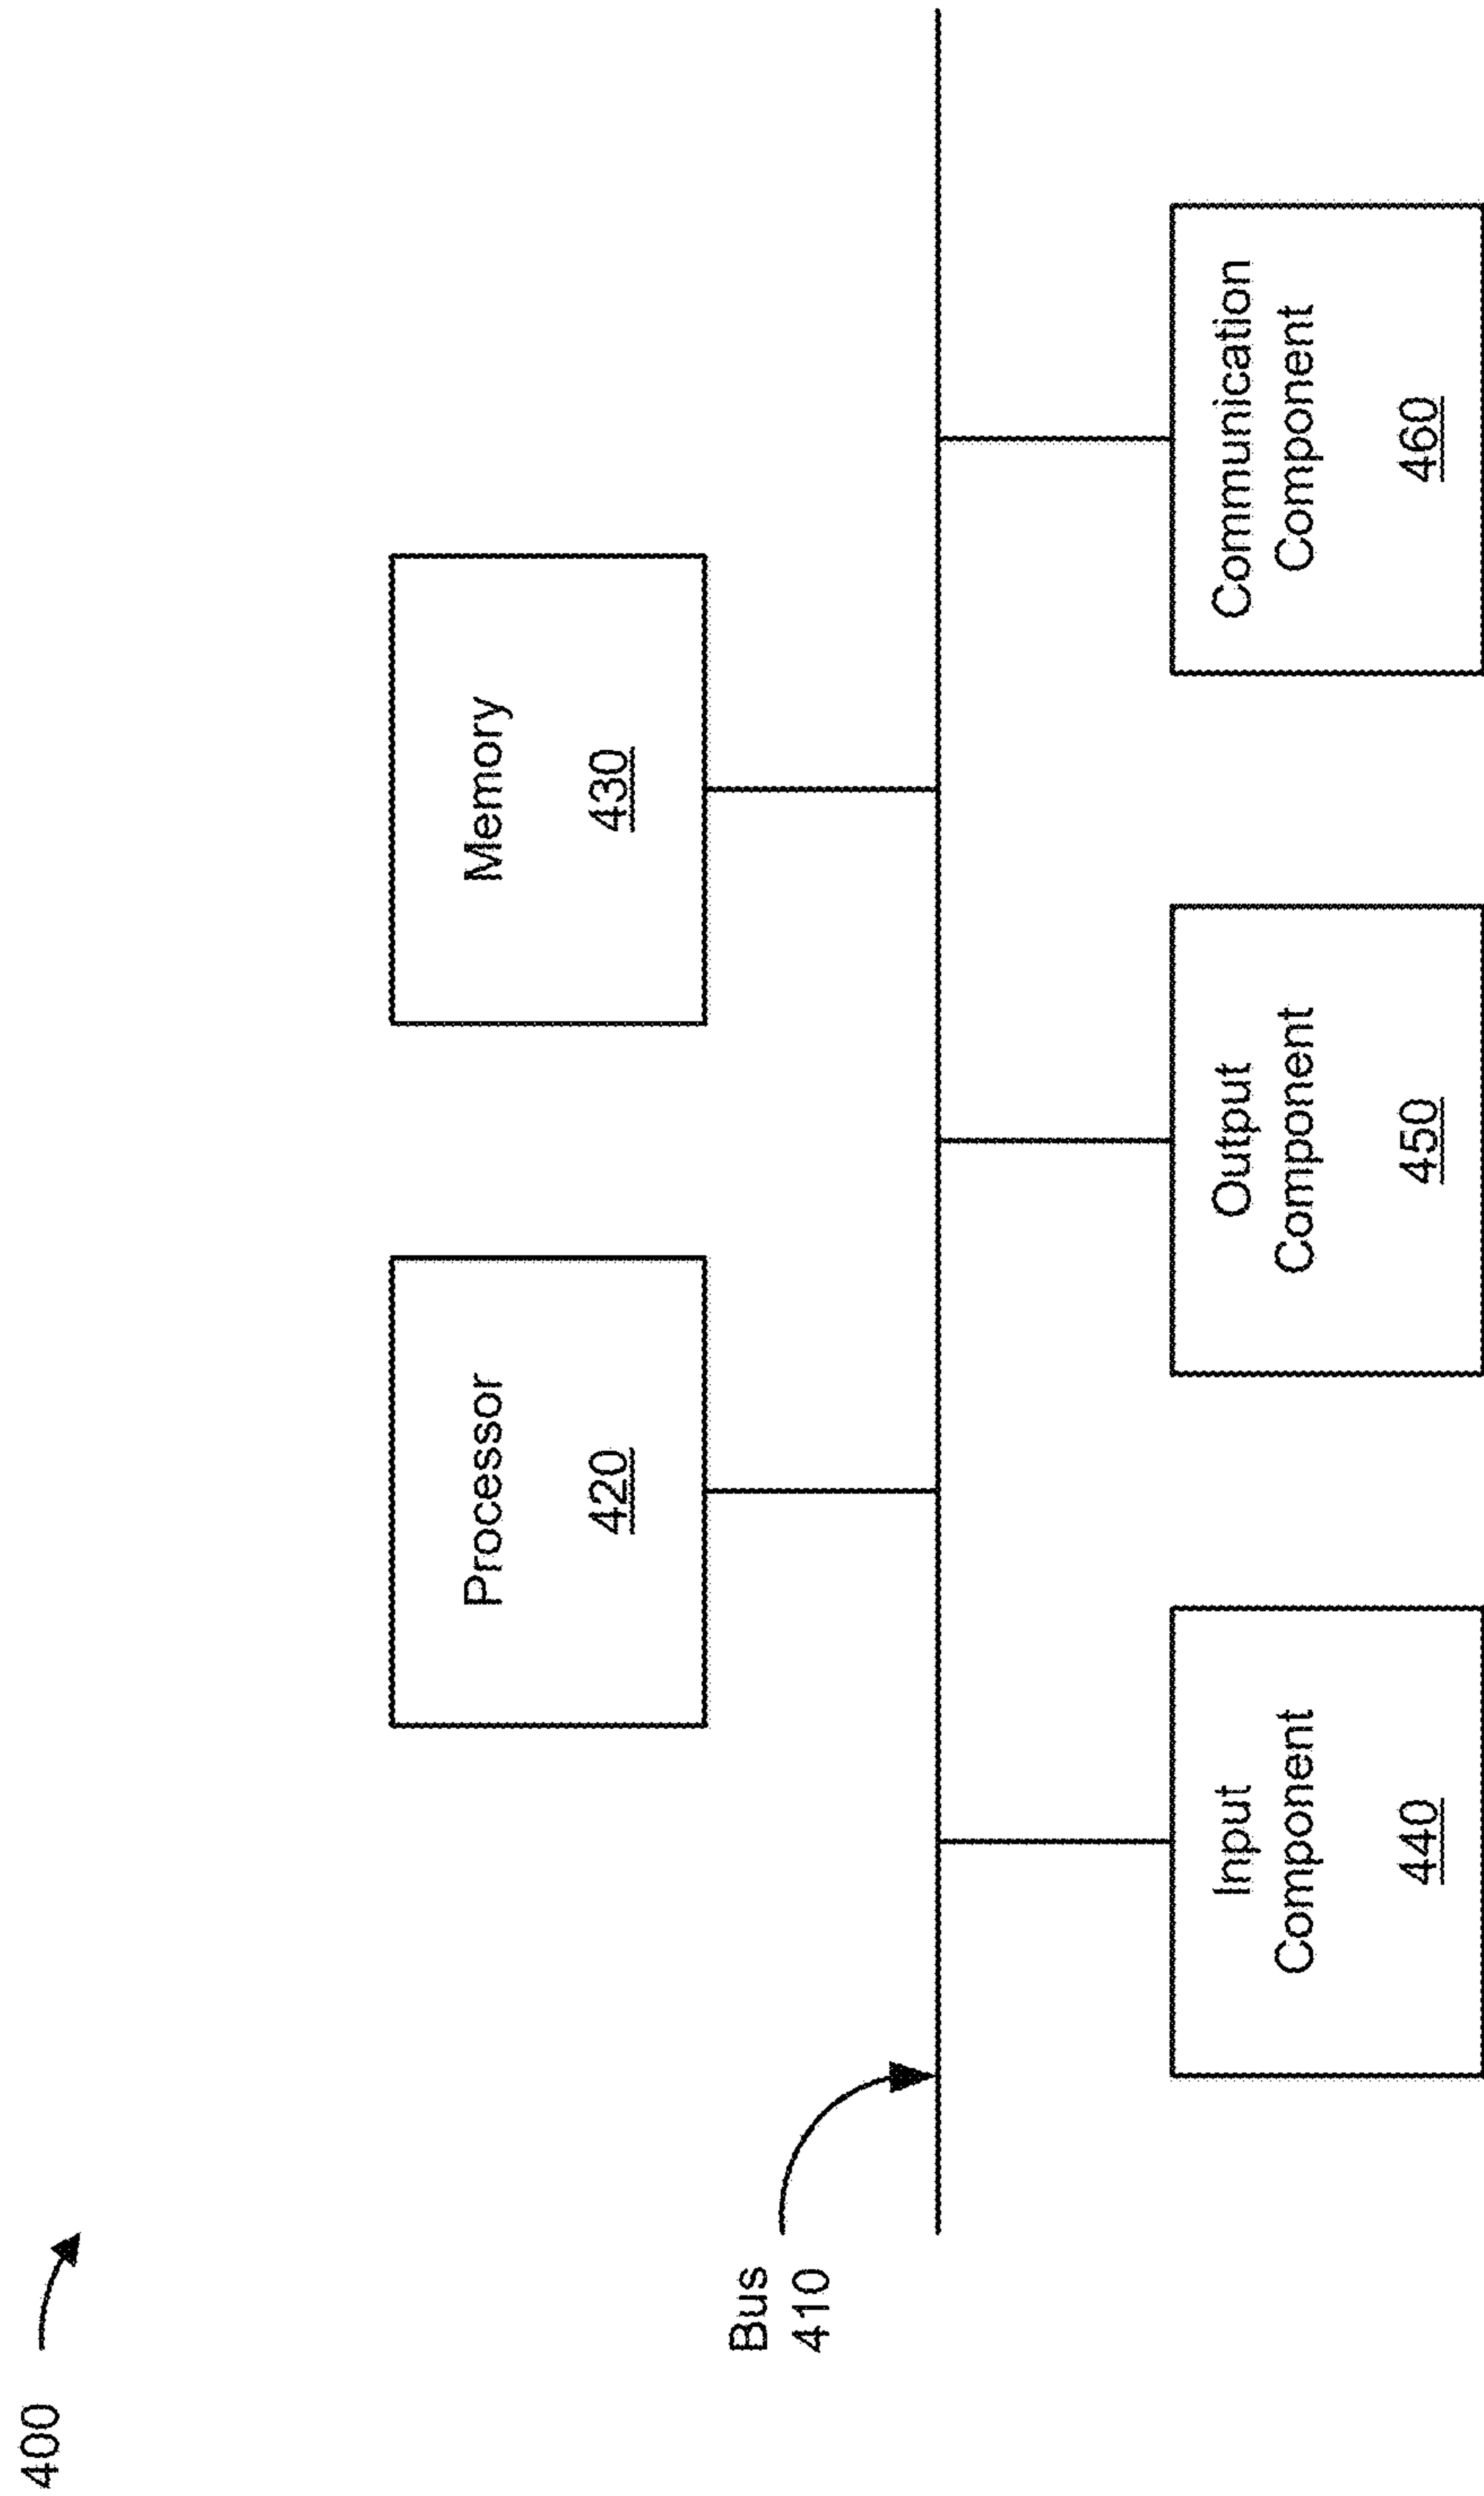 400
Processor
420
Memory
430
Bus
410
Input
Component
440
Output
Component
450
Communication
Component
460